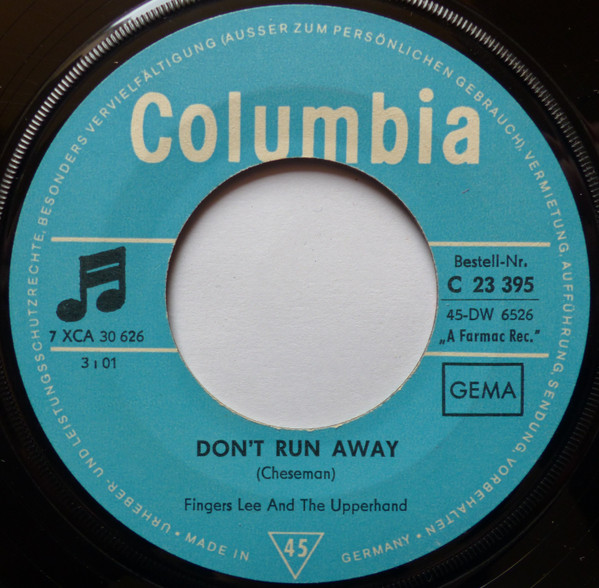 URHEBER- UND LEISTUNGSSCHUTZRECHTE, BESONDERS VERVIELFÄLTIGUNG (AUSSER ZUM PERSÖNLICHEN GEBRAUCH), VERMIETUNG, AUFFÜHRUNG, SENDUNG, VORBEHALTEN
Columbia
7 XCA 30 626
3 ı 01
Bestell-Nr.
C 23 395
45-DW 6526
„A Farmac Rec."
GEMA
DON'T RUN AWAY
(Cheseman)
Fingers Lee And The Upperhand
• MADE IN
45
GERMANY •